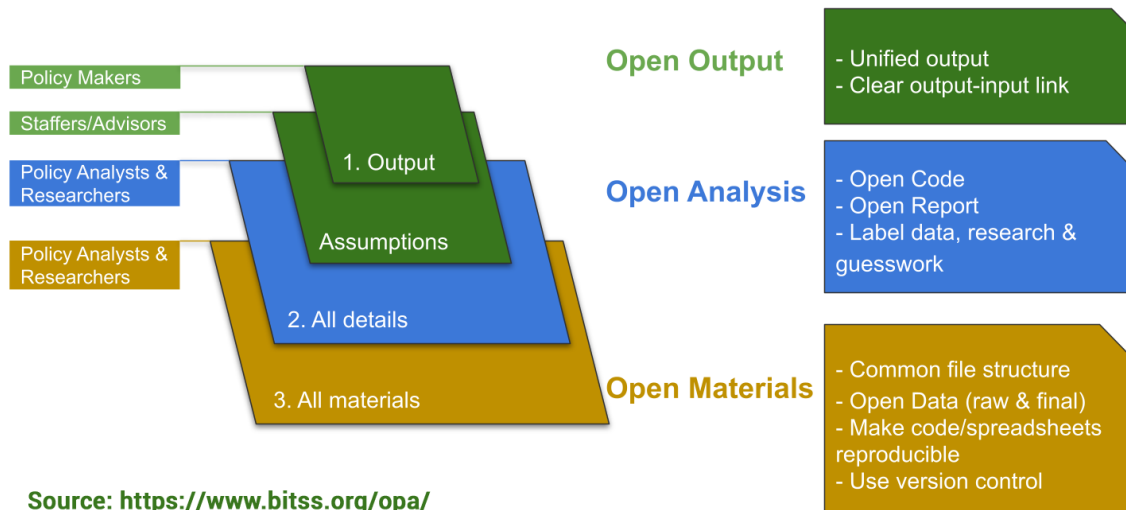 Policy Makers
Staffers/Advisors
Policy Analysts &
Researchers
Policy Analysts &
Researchers
1. Output
Assumptions
2. All details
3. All materials
Open Output
- Unified output
- Clear output-input link
Open Analysis
- Open Code
- Open Report
- Label data, research &
guesswork
Open Materials
- Common file structure
- Open Data (raw & final)
- Make code/spreadsheets
reproducible
- Use version control
Source: https://www.bitss.org/opa/